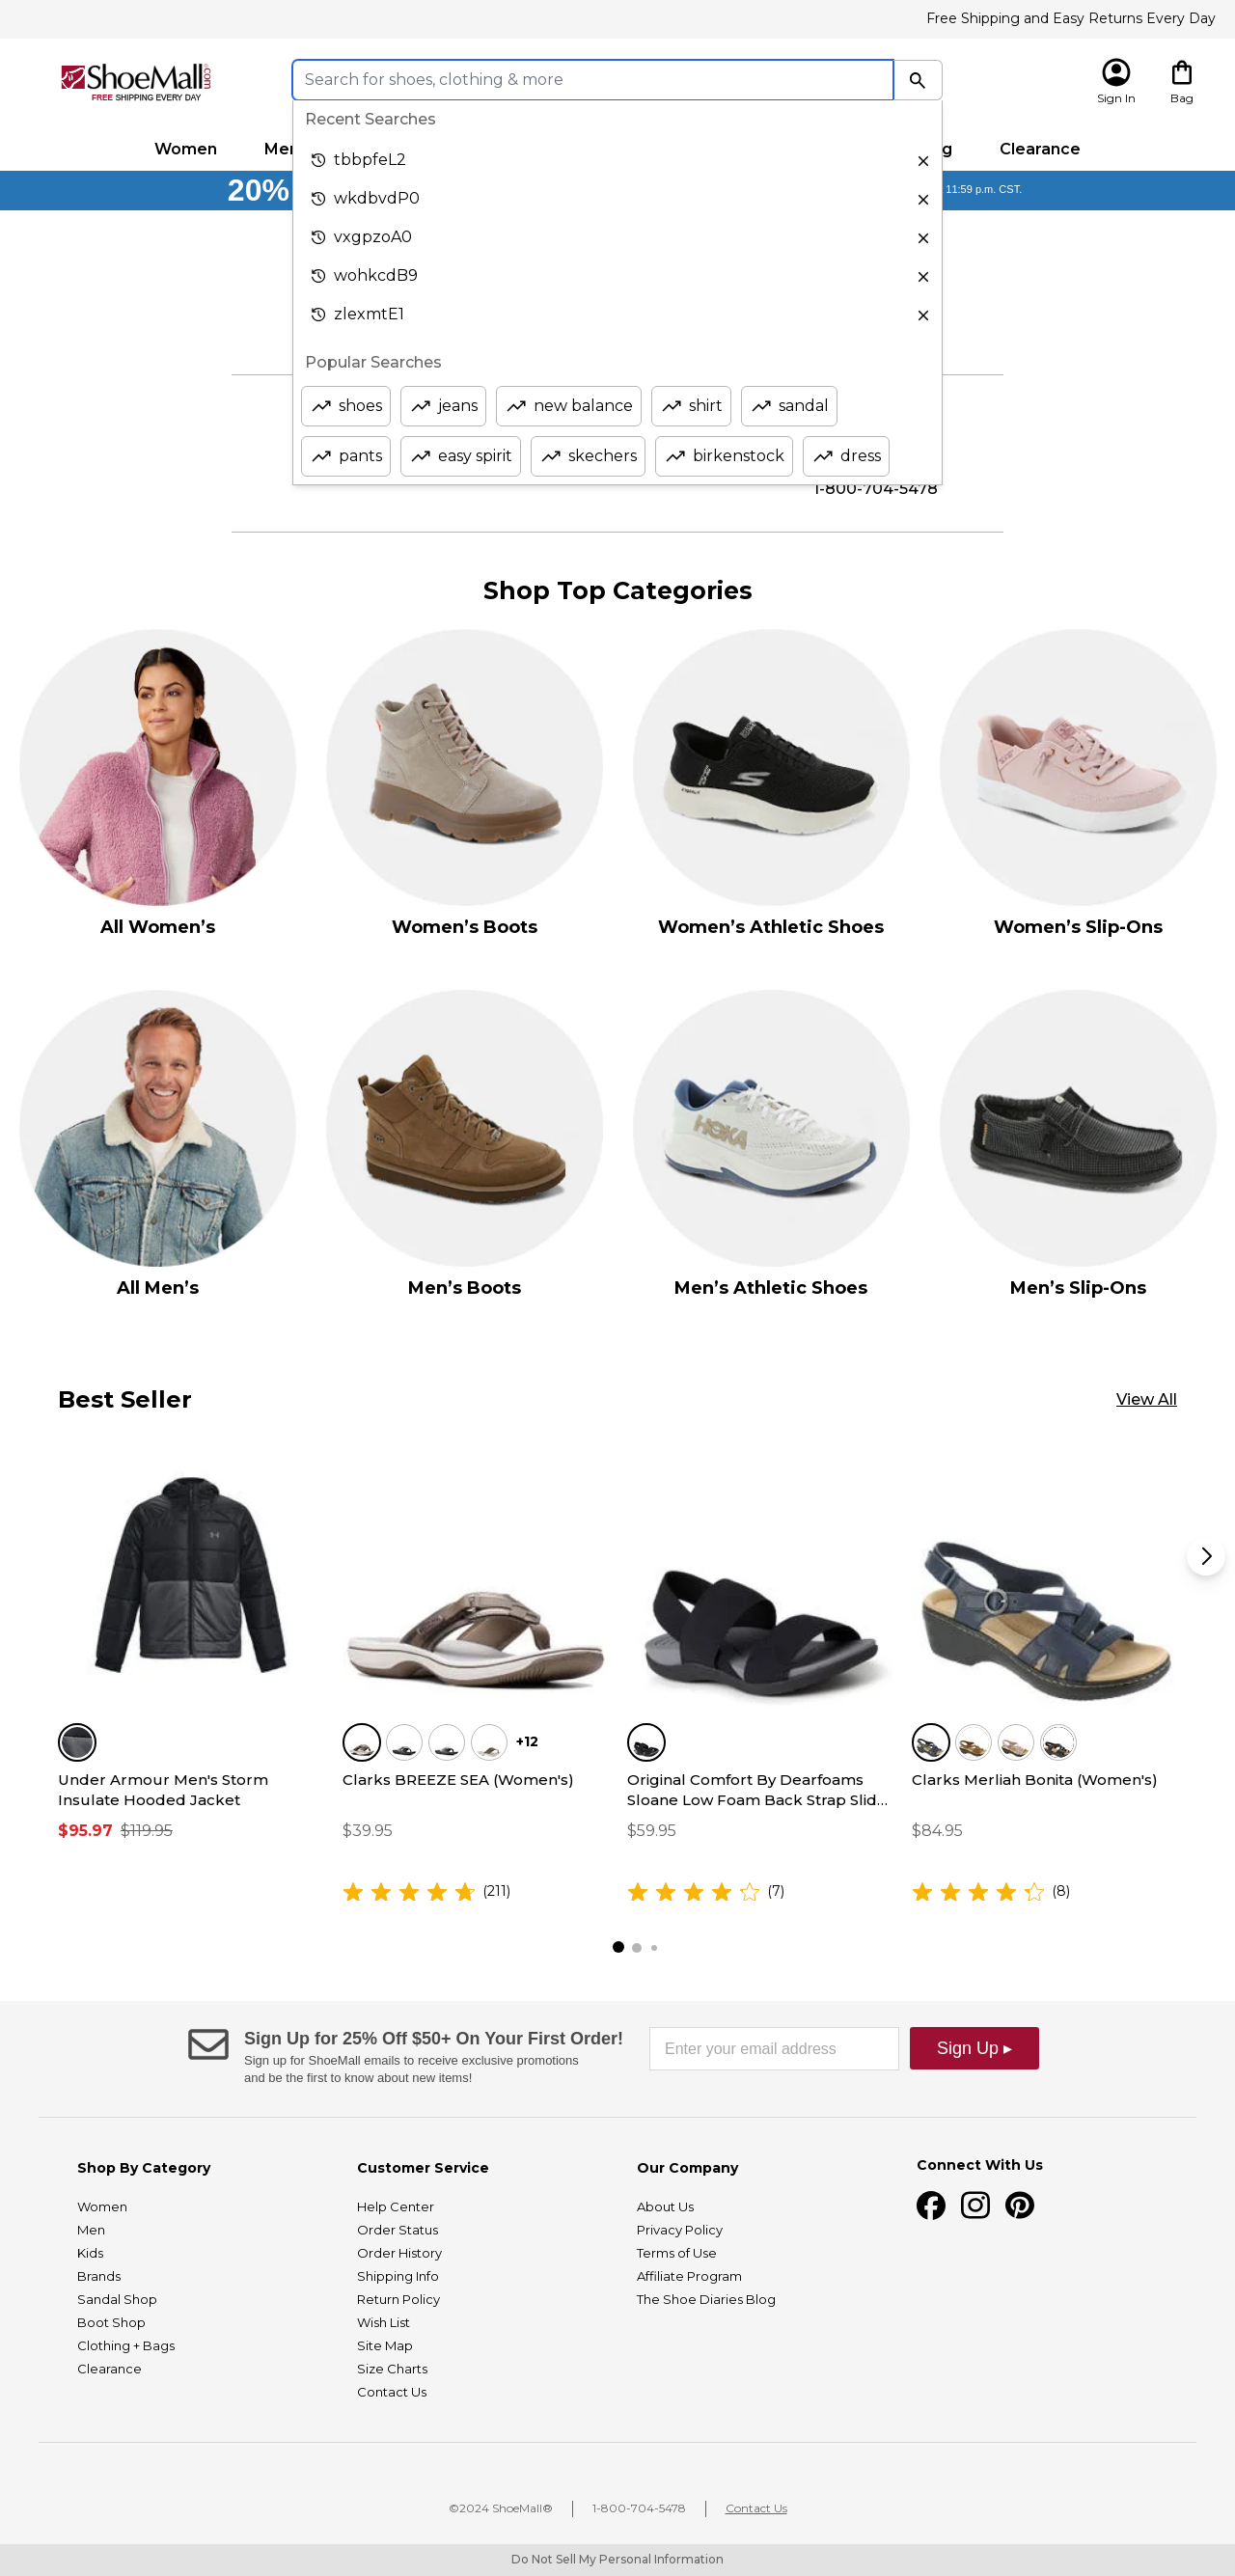 Free Shipping and Easy Returns Every Day
ShoeMall.com
FREE SHIPPING EVERY DAY
Search for shoes, clothing & more
Sign In
Bag
Recent Searches
tbbpfeL2
wkdbvdP0
vxgpzoA0
wohkcdB9
zlexmtE1
Popular Searches
shoes jeans new balance shirt sandal
pants easy spirit skechers birkenstock dress
Women
Clearance
20%
11:59 p.m. CST.
1-800-704-5478
Shop Top Categories
All Women’s
Women’s Boots
Women’s Athletic Shoes
Women’s Slip-Ons
HOKA
All Men’s
Men’s Boots
Men’s Athletic Shoes
Men’s Slip-Ons
Best Seller
View All
+12
Under Armour Men's Storm
Insulate Hooded Jacket
$95.97 $119.95
Clarks BREEZE SEA (Women's)
$39.95
(211)
Original Comfort By Dearfoams
Sloane Low Foam Back Strap Slid...
$59.95
(7)
Clarks Merliah Bonita (Women's)
$84.95
(8)
Sign Up for 25% Off $50+ On Your First Order!
Sign up for ShoeMall emails to receive exclusive promotions
and be the first to know about new items!
Enter your email address
Sign Up ▸
Shop By Category
Women
Men
Kids
Brands
Sandal Shop
Boot Shop
Clothing + Bags
Clearance
Customer Service
Help Center
Order Status
Order History
Shipping Info
Return Policy
Wish List
Site Map
Size Charts
Contact Us
Our Company
About Us
Privacy Policy
Terms of Use
Affiliate Program
The Shoe Diaries Blog
Connect With Us
©2024 ShoeMall®
1-800-704-5478
Contact Us
Do Not Sell My Personal Information